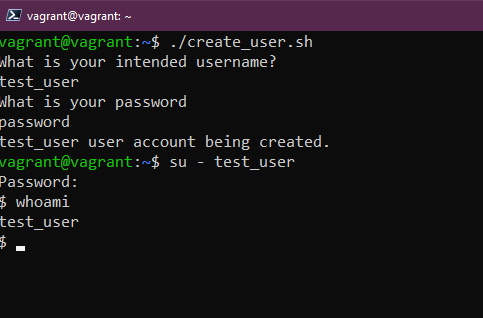 vagrant@vagrant: ~
vagrant@vagrant:~$ ./create_user.sh
What is your intended username?
test_user
What is your password
password
test_user user account being created.
vagrant@vagrant:~$ su - test_user
Password:
$ whoami
test_user
$